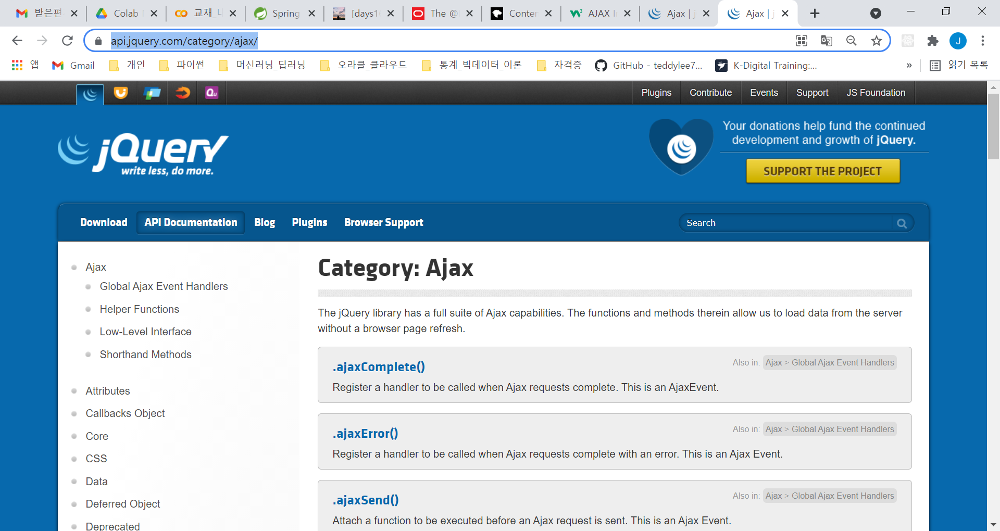 받은편
Colab
교재_
Spring
[days1
The @
Conter
AJAX I
Ajax | j
Ajax | j
api.jquery.com/category/ajax/
J
앱
Gmail
개인
파이썬
머신러닝_딥러닝
오라클_클라우드
통계_빅데이터_이론
자격증
GitHub - teddylee7...
K-Digital Training:...
»
읽기 목록
Plugins
Contribute
Events
Support
JS Foundation
jQuery
write less, do more.
Your donations help fund the continued
development and growth of jQuery.
SUPPORT THE PROJECT
Download
API Documentation
Blog
Plugins
Browser Support
Search
Ajax
Global Ajax Event Handlers
Helper Functions
Low-Level Interface
Shorthand Methods
Attributes
Callbacks Object
Core
CSS
Data
Deferred Object
Deprecated
Category: Ajax
The jQuery library has a full suite of Ajax capabilities. The functions and methods therein allow us to load data from the server
without a browser page refresh.
.ajaxComplete()
Also in: Ajax > Global Ajax Event Handlers
Register a handler to be called when Ajax requests complete. This is an AjaxEvent.
.ajaxError()
Also in: Ajax > Global Ajax Event Handlers
Register a handler to be called when Ajax requests complete with an error. This is an Ajax Event.
.ajaxSend()
Also in: Ajax > Global Ajax Event Handlers
Attach a function to be executed before an Ajax request is sent. This is an Ajax Event.